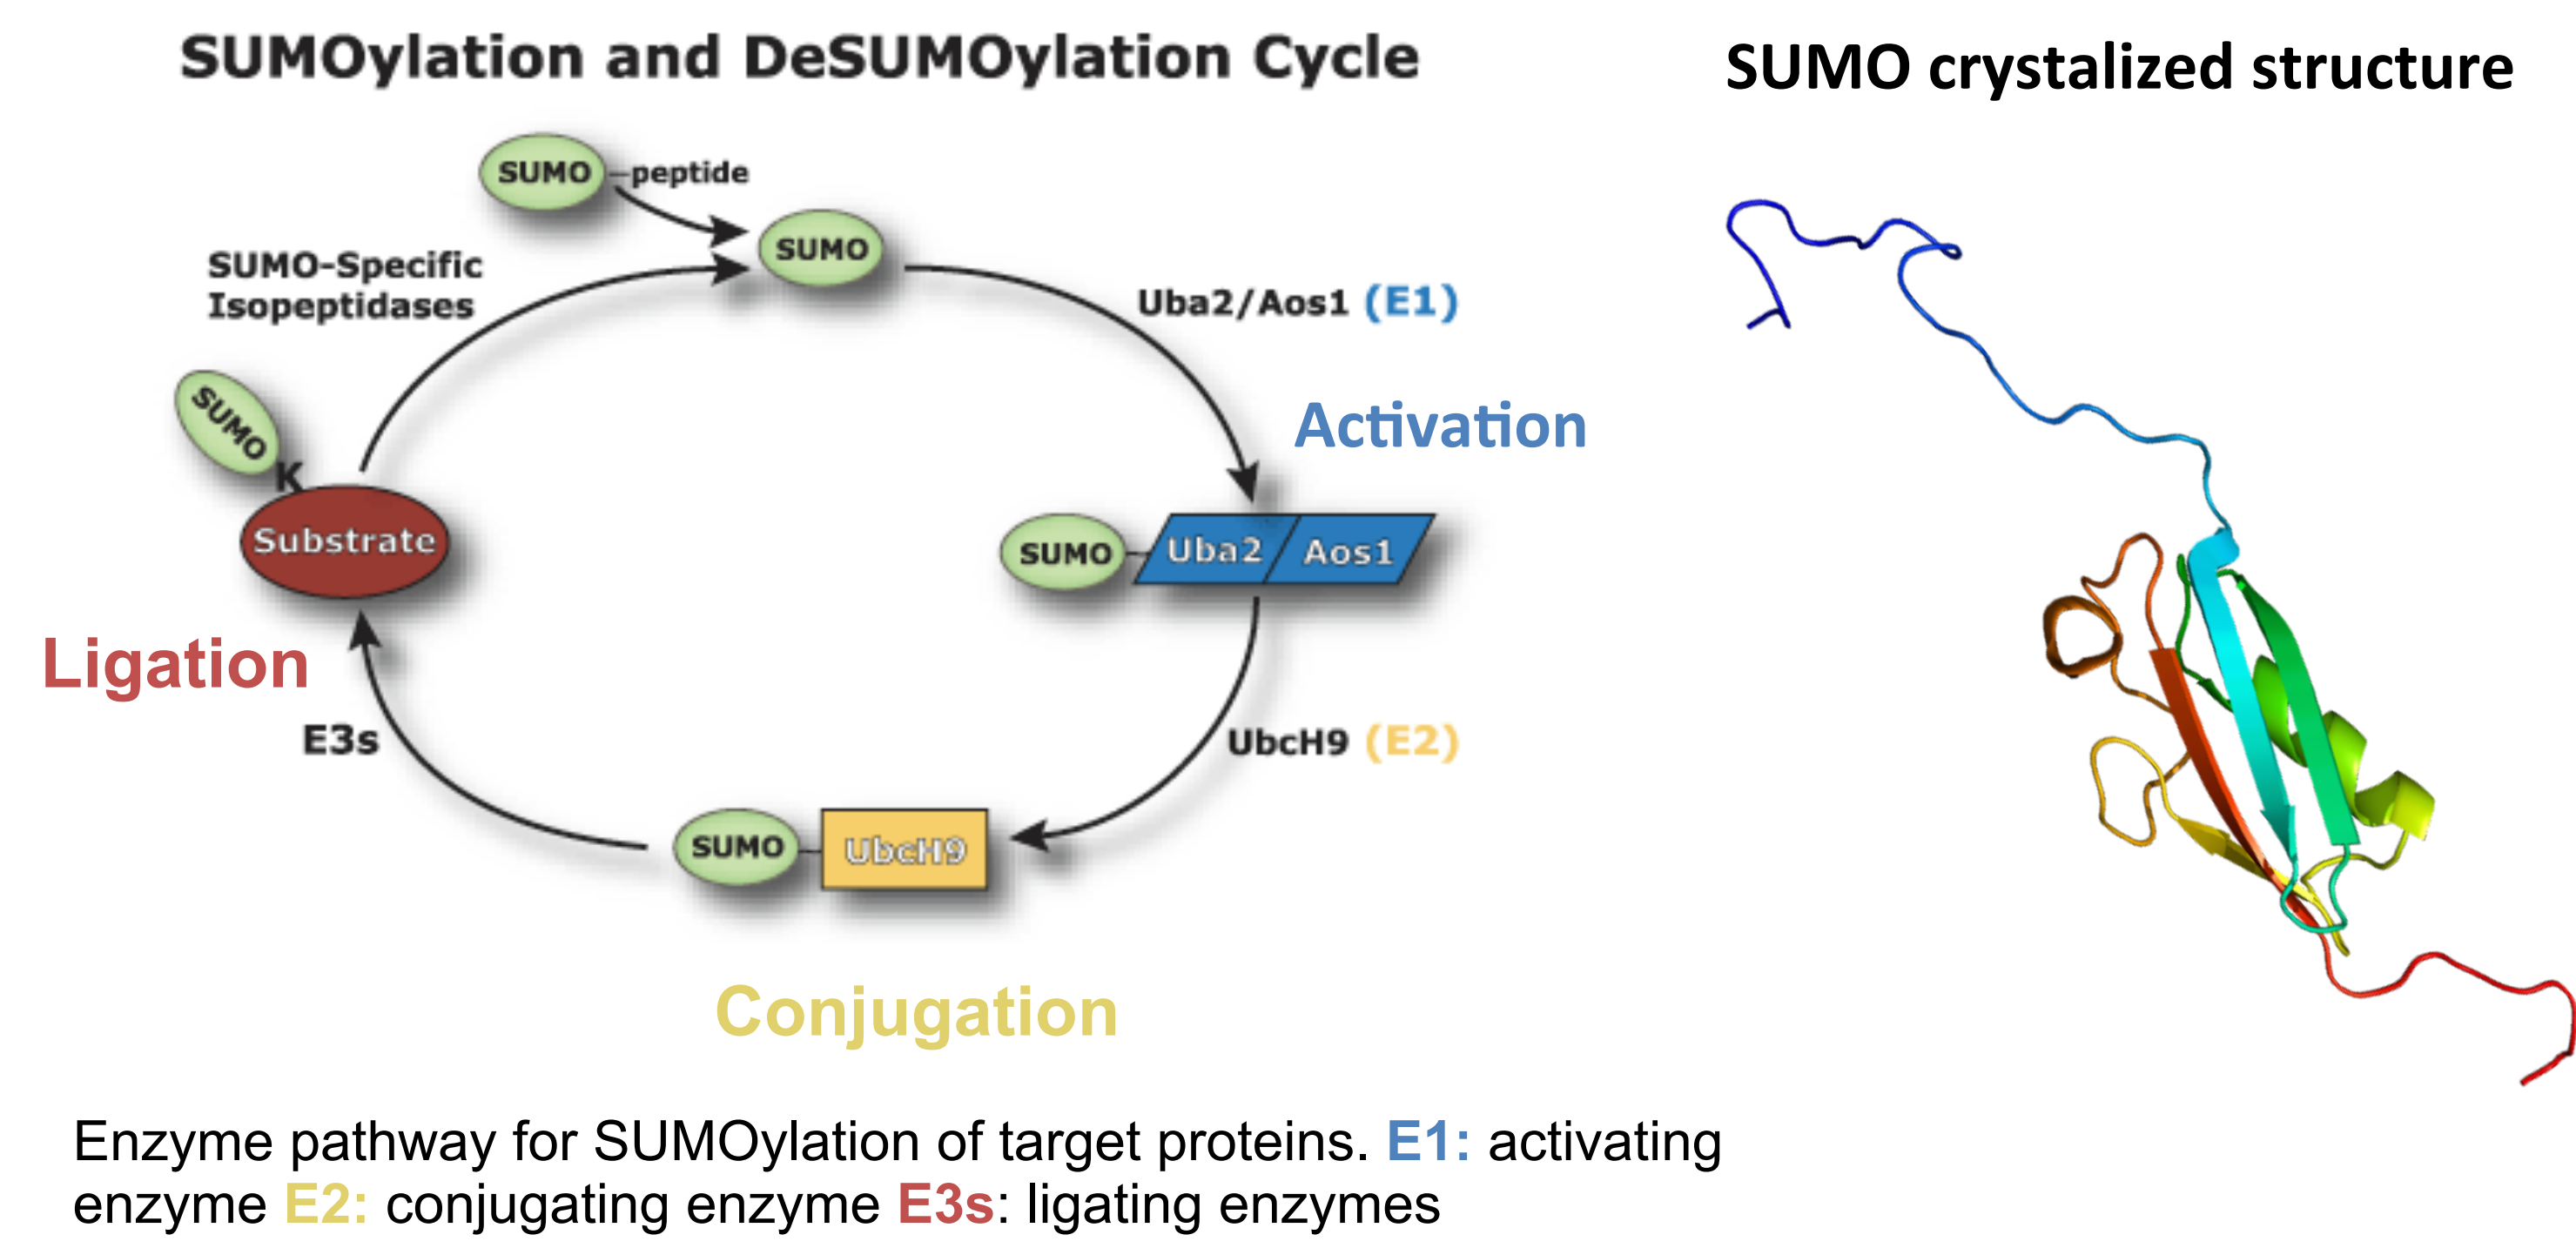 SUMOylation and DeSUMOylation Cycle
SUMO crystalized structure
SUMO
peptide
SUMO
SUMO-Specific
Isopeptidases
Uba2/Aos1 (E1)
Activation
SUMO
K
Substrate
SUMO
Uba2
Aos1
Ligation
E3s
UbcH9 (E2)
SUMO
UbcH9
Conjugation
Enzyme pathway for SUMOylation of target proteins. E1: activating
enzyme E2: conjugating enzyme E3s: ligating enzymes